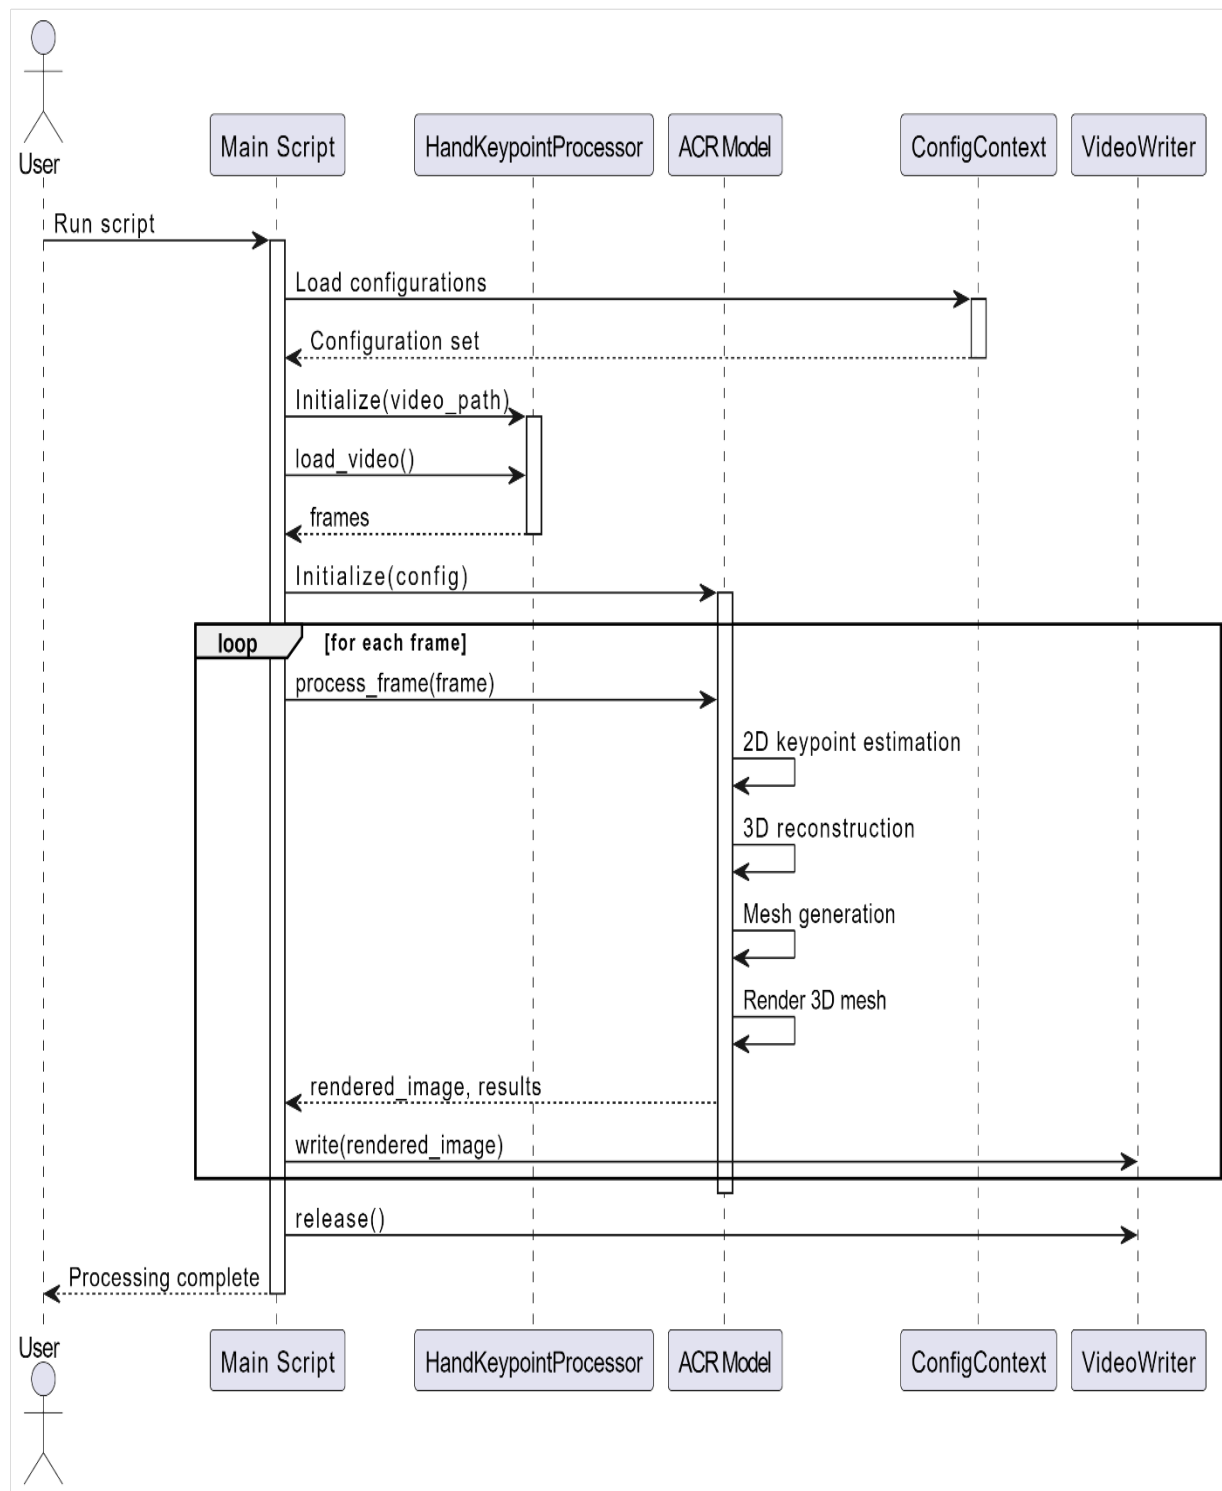 User
Main Script
HandKeypointProcessor
ACR Model
ConfigContext
VideoWriter
Run script
Load configurations
Configuration set
Initialize(video_path)
load_video()
frames
Initialize(config)
loop
[for each frame]
process_frame(frame)
2D keypoint estimation
3D reconstruction
Mesh generation
Render 3D mesh
rendered_image, results
write(rendered_image)
release()
Processing complete
User
Main Script
HandKeypointProcessor
ACR Model
ConfigContext
VideoWriter